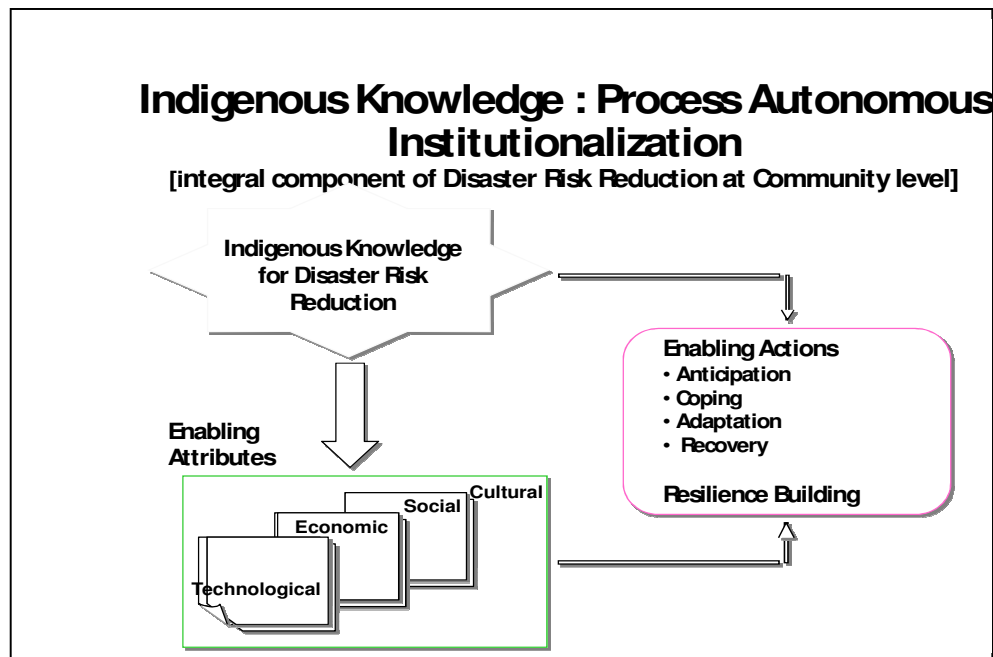 Indigenous Knowledge : Process Autonomous
Institutionalization
[integral component of Disaster Risk Reduction at Community level]
Indigenous Knowledge
for Disaster Risk
Reduction
Enabling Actions
• Anticipation
• Coping
• Adaptation
• Recovery
Resilience Building
Enabling
Attributes
Cultural
Social
Economic
Technological